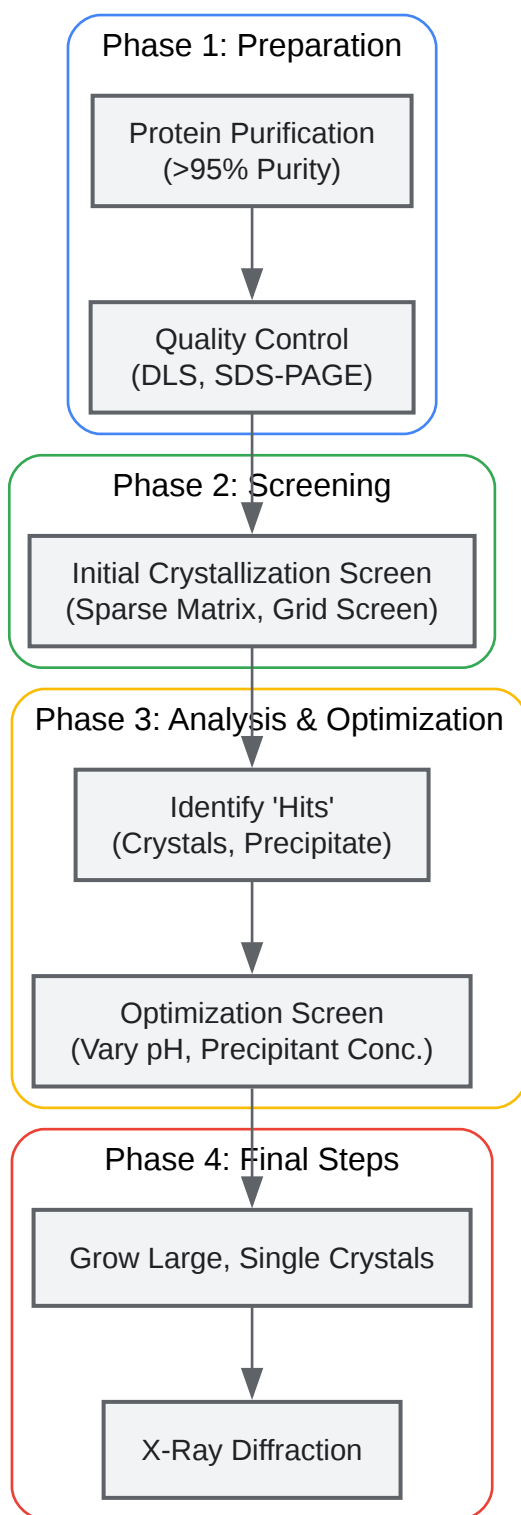 Phase 1: Preparation
Protein Purification
(>95% Purity)
Quality Control
(DLS, SDS-PAGE)
Phase 2: Screening
Initial Crystallization Screen
(Sparse Matrix, Grid Screen)
Phase 3: Analysis & Optimization
Identify 'Hits'
(Crystals, Precipitate)
Optimization Screen
(Vary pH, Precipitant Conc.)
Phase 4: Final Steps
Grow Large, Single Crystals
X-Ray Diffraction